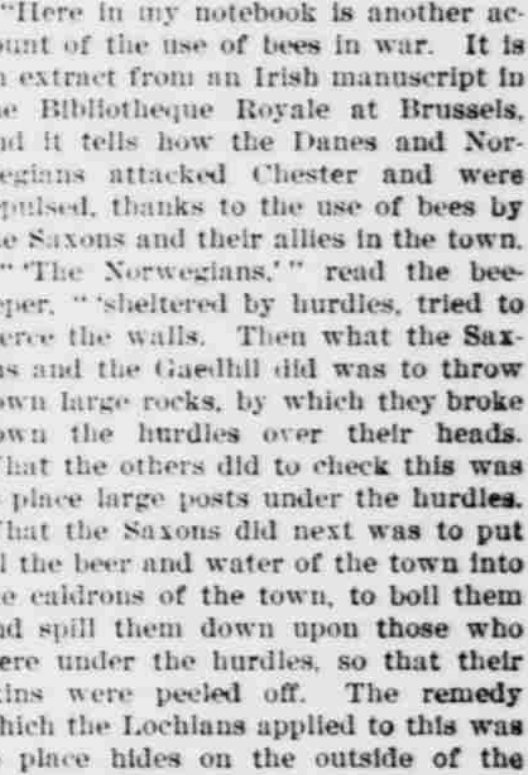 "Here in my notebook is another ac-
ount of the use of bees in war. It is
n extract from an Irish manuscript in
e Bibliotheque Royale at Brussels,
nd it tells how the Danes and Nor-
egians attacked Chester and were
pulsed, thanks to the use of bees by
e Saxons and their allies in the town.
" 'The Norwegians,' " read the bee-
eper, " 'sheltered by hurdles, tried to
erce the walls. Then what the Sax-
ns and the Gaedhil did was to throw
own large rocks, by which they broke
own the hurdles over their heads.
hat the others did to check this was
place large posts under the hurdles.
hat the Saxons did next was to put
l the beer and water of the town into
e caldrons of the town, to boil them
nd spill them down upon those who
ere under the hurdles, so that their
kins were peeled off. The remedy
hich the Lochlans applied to this was
place hides on the outside of the